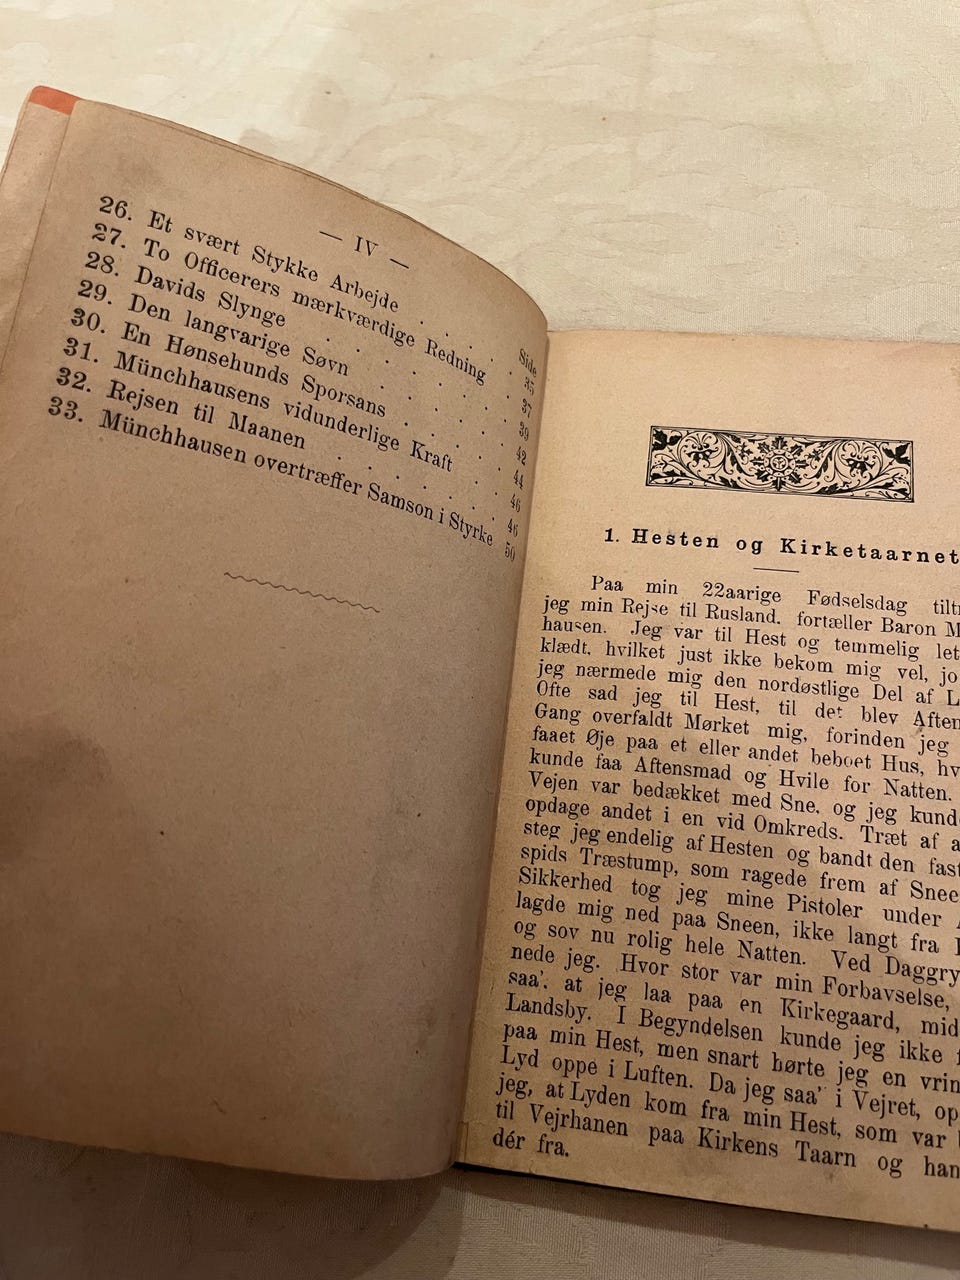 — IV —
Side
26. Et svært Stykke Arbejde . . . . 35
27. To Officerers mærkværdige Redning . 37
28. Davids Slynge . . . . . . 39
29. Den langvarige Søvn . . . . . 42
30. En Hønsehunds Sporsans . . . . 44
31. Münchhausens vidunderlige Kraft . . 46
32. Rejsen til Maanen . . . . . . 46
33. Münchhausen overtræffer Samson i Styrke 50
1. Hesten og Kirketaarnet
Paa min 22aarige Fødselsdag
jeg min Rejse til Rusland, fortæller Baron
hausen. Jeg var til Hest og temmelig
klædt, hvilket just ikke bekom mig vel, jo
jeg nærmede mig den nordøstlige Del af
Ofte sad jeg til Hest, til det blev
Gang overfaldt Mørket mig, forinden jeg
faaet Øje paa et eller andet beboet Hus,
kunde faa Aftensmad og Hvile for Natten.
Vejen var bedækket med Sne, og jeg
opdage andet i en vid Omkreds. Træt af
steg jeg endelig af Hesten og bandt den
spids Træstump, som ragede frem af
Sikkerhed tog jeg mine Pistoler under
lagde mig ned paa Sneen, ikke langt fra
og sov nu rolig hele Natten. Ved
nede jeg. Hvor stor var min Forbavselse,
saa', at jeg laa paa en Kirkegaard,
Landsby. I Begyndelsen kunde jeg ikke
paa min Hest, men snart hørte jeg en
Lyd oppe i Luften. Da jeg saa' i Vejret,
jeg, at Lyden kom fra min Hest, som var
til Vejrhanen paa Kirkens Taarn og
dér fra.